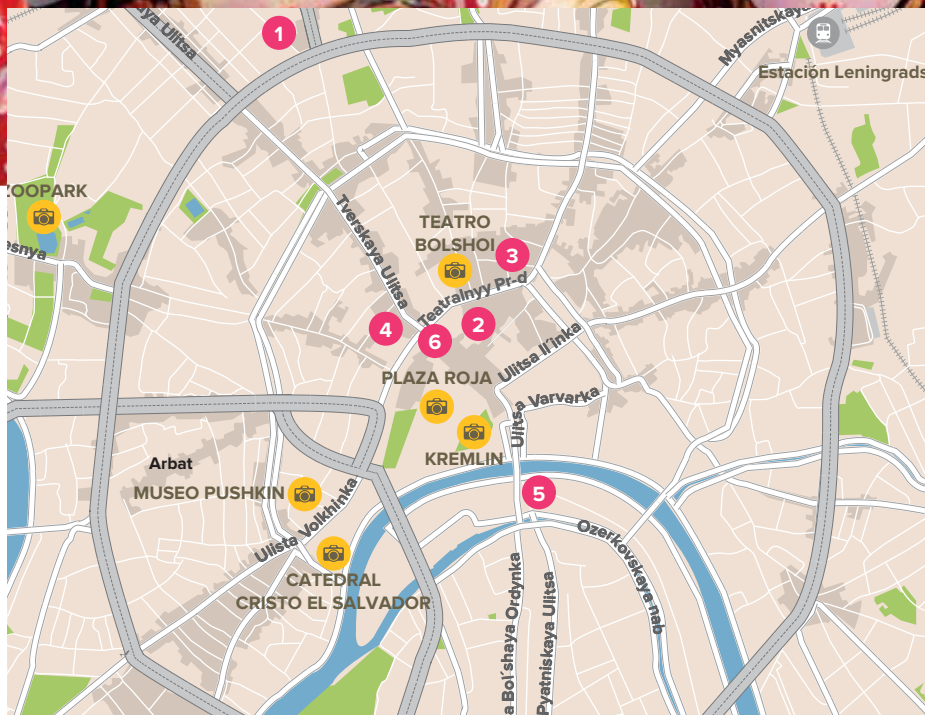 1
Myasnitskaya
Ulitsa
Estación Leningrads
ZOOPARK
esnya
Tverskaya Ulitsa
TEATRO
BOLSHOI
3
Teatralnyy Pr-d
4
6
2
Ulitsa Il´inka
PLAZA ROJA
Ulitsa Varvarka
KREMLIN
Arbat
MUSEO PUSHKIN
5
Ulista Volkhinka
Ozerkovskaya nab
CATEDRAL
CRISTO EL SALVADOR
a Bol´shaya Ordynka
Pyatniskaya Ulitsa